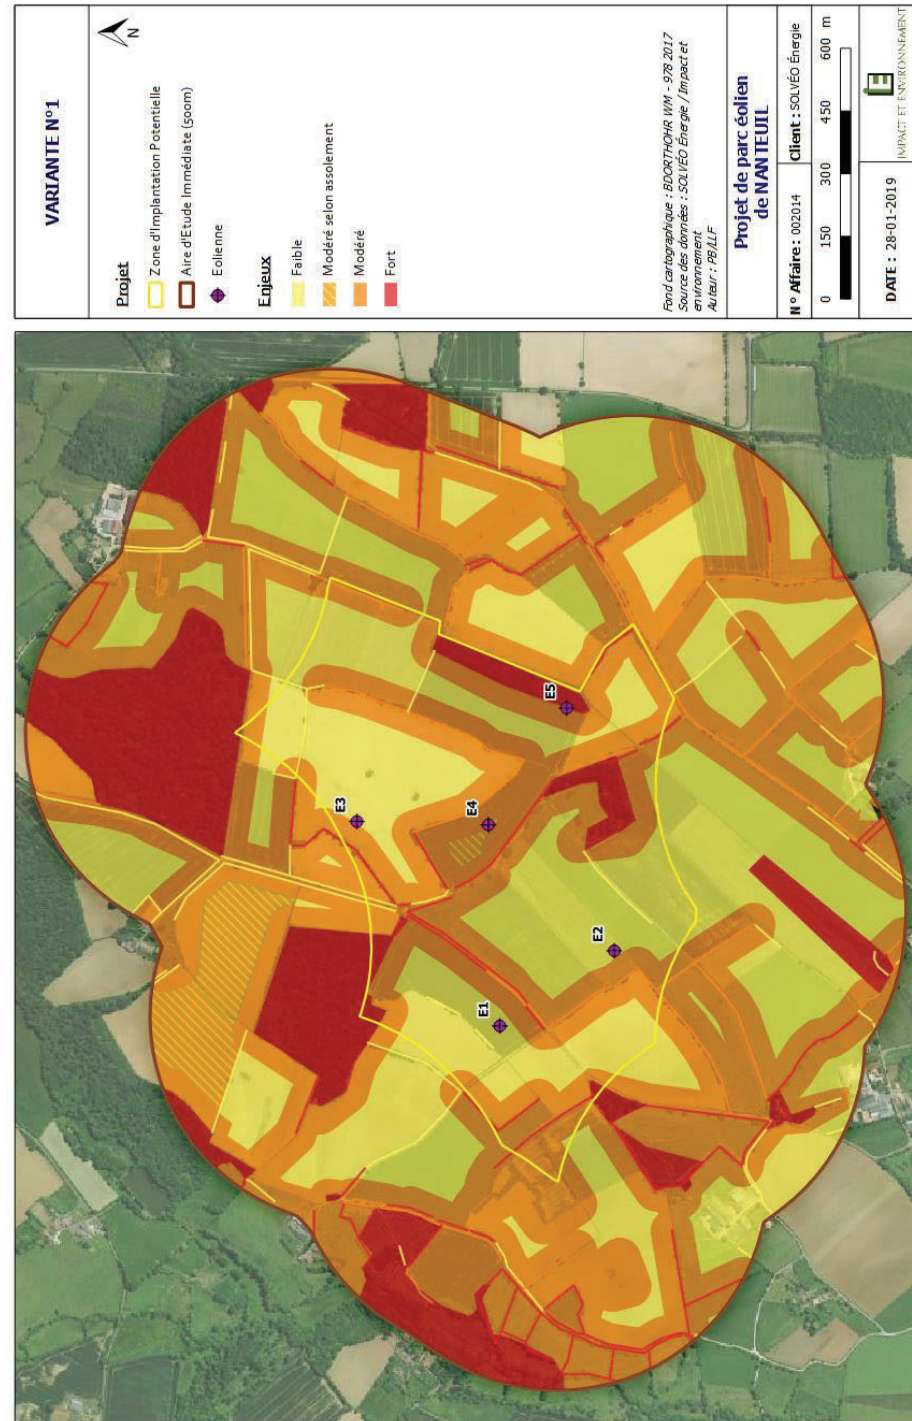 VARIANTE N°1
N
Projet
Zone d'Implantation Potentielle
Aire d'Etude Immédiate (500m)
Eolienne
Enjeux
Faible
Modéré selon assolement
Modéré
Fort
Fond cartographique : BDORTHOHR WM - 978 2017
Source des données : SOLVÉO Énergie / Impact et
environnement
Auteur : PB/LLF
Projet de parc éolien
de NANTEUIL
N° Affaire : 002014
Client : SOLVÉO Énergie
0 150 300 450 600 m
DATE : 28-01-2019
IMPACT ET ENVIRONNEMENT
E3
E4
E5
E1
E2